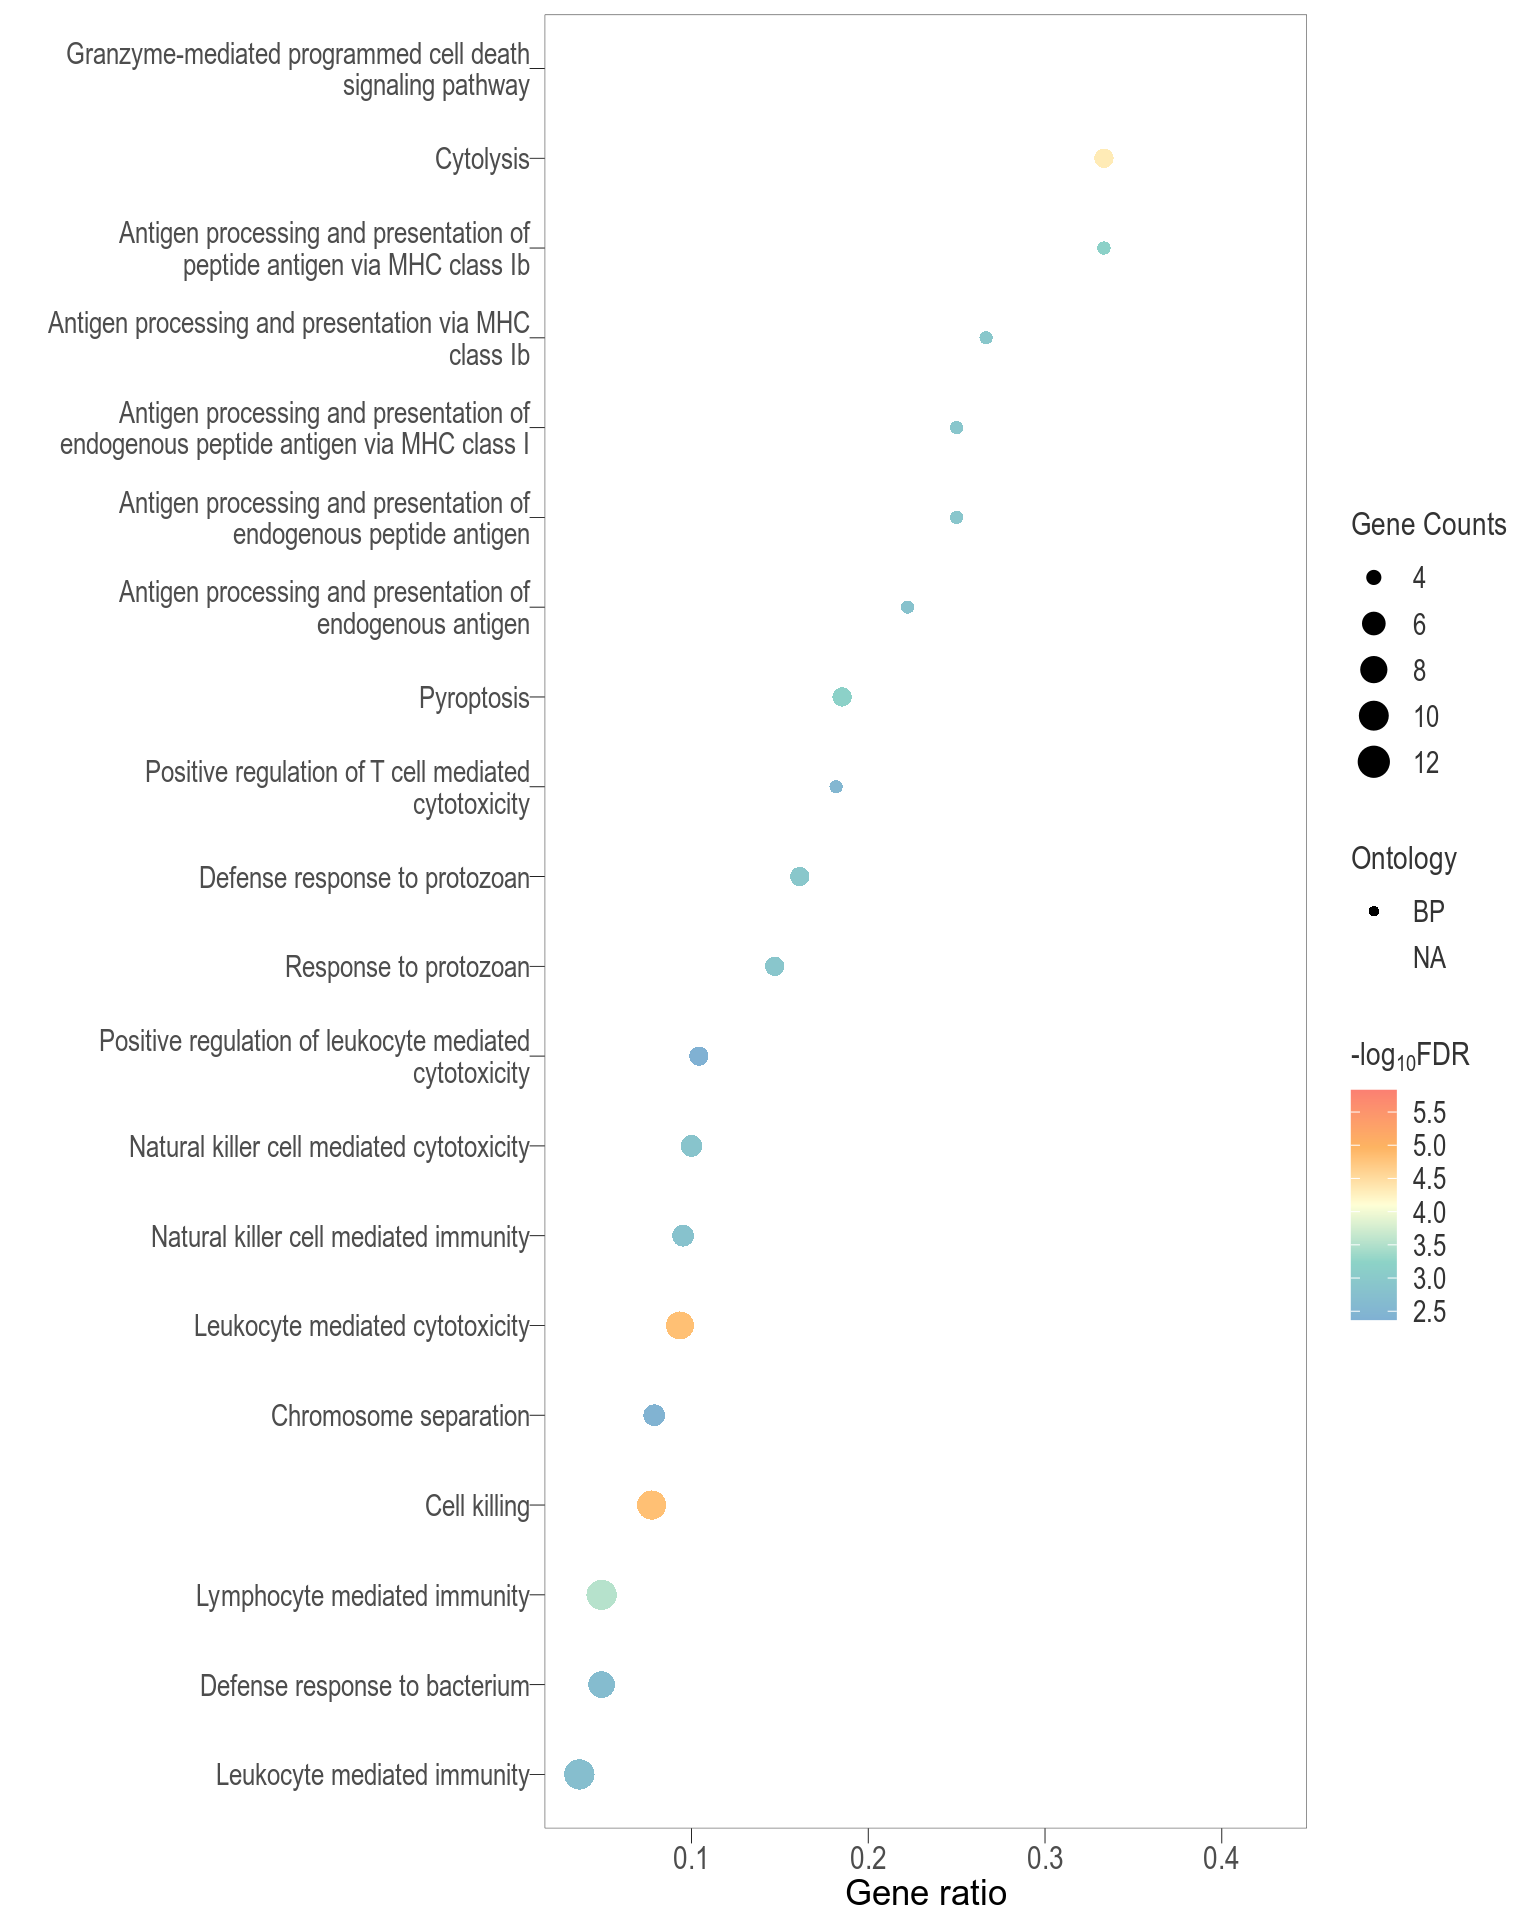 Granzyme-mediated programmed cell death
signaling pathway
Cytolysis
Antigen processing and presentation of
peptide antigen via MHC class Ib
Antigen processing and presentation via MHC
class Ib
Antigen processing and presentation of
endogenous peptide antigen via MHC class I
Antigen processing and presentation of
endogenous peptide antigen
Antigen processing and presentation of
endogenous antigen
Pyroptosis
Positive regulation of T cell mediated
cytotoxicity
Defense response to protozoan
Response to protozoan
Positive regulation of leukocyte mediated
cytotoxicity
Natural killer cell mediated cytotoxicity
Natural killer cell mediated immunity
Leukocyte mediated cytotoxicity
Chromosome separation
Cell killing
Lymphocyte mediated immunity
Defense response to bacterium
Leukocyte mediated immunity
0.1 0.2 0.3 0.4
Gene ratio
Gene Counts
4
6
8
10
12
Ontology
BP
NA
-log₁₀FDR
5.5
5.0
4.5
4.0
3.5
3.0
2.5